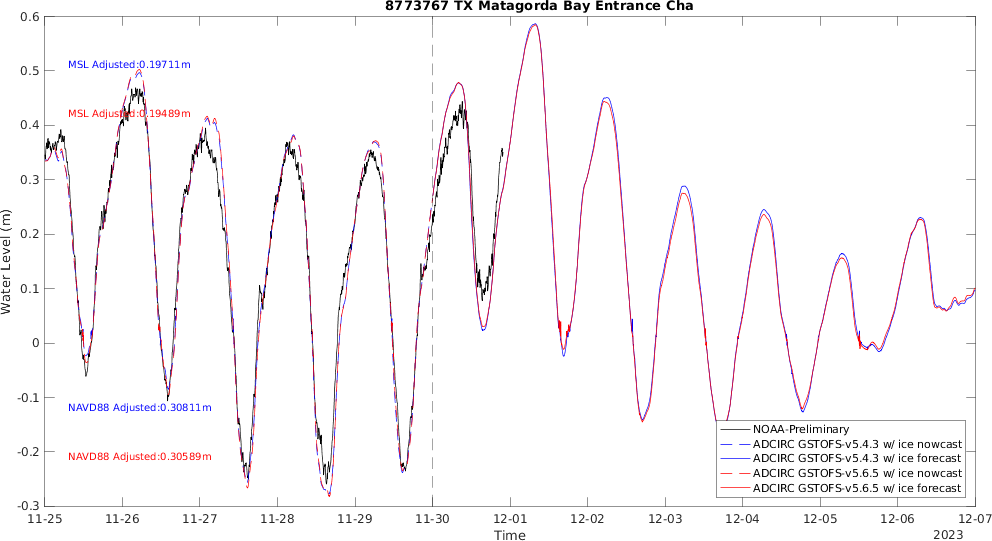 8773767 TX Matagorda Bay Entrance Cha
Water Level (m)
0.6
0.5
0.4
0.3
0.2
0.1
0
-0.1
-0.2
-0.3
MSL Adjusted:0.19711m
MSL Adjusted:0.19489m
NAVD88 Adjusted:0.30811m
NAVD88 Adjusted:0.30589m
NOAA-Preliminary
ADCIRC GSTOFS-v5.4.3 w/ ice nowcast
ADCIRC GSTOFS-v5.4.3 w/ ice forecast
ADCIRC GSTOFS-v5.6.5 w/ ice nowcast
ADCIRC GSTOFS-v5.6.5 w/ ice forecast
11-25 11-26 11-27 11-28 11-29 11-30 12-01 12-02 12-03 12-04 12-05 12-06 12-07
Time
2023